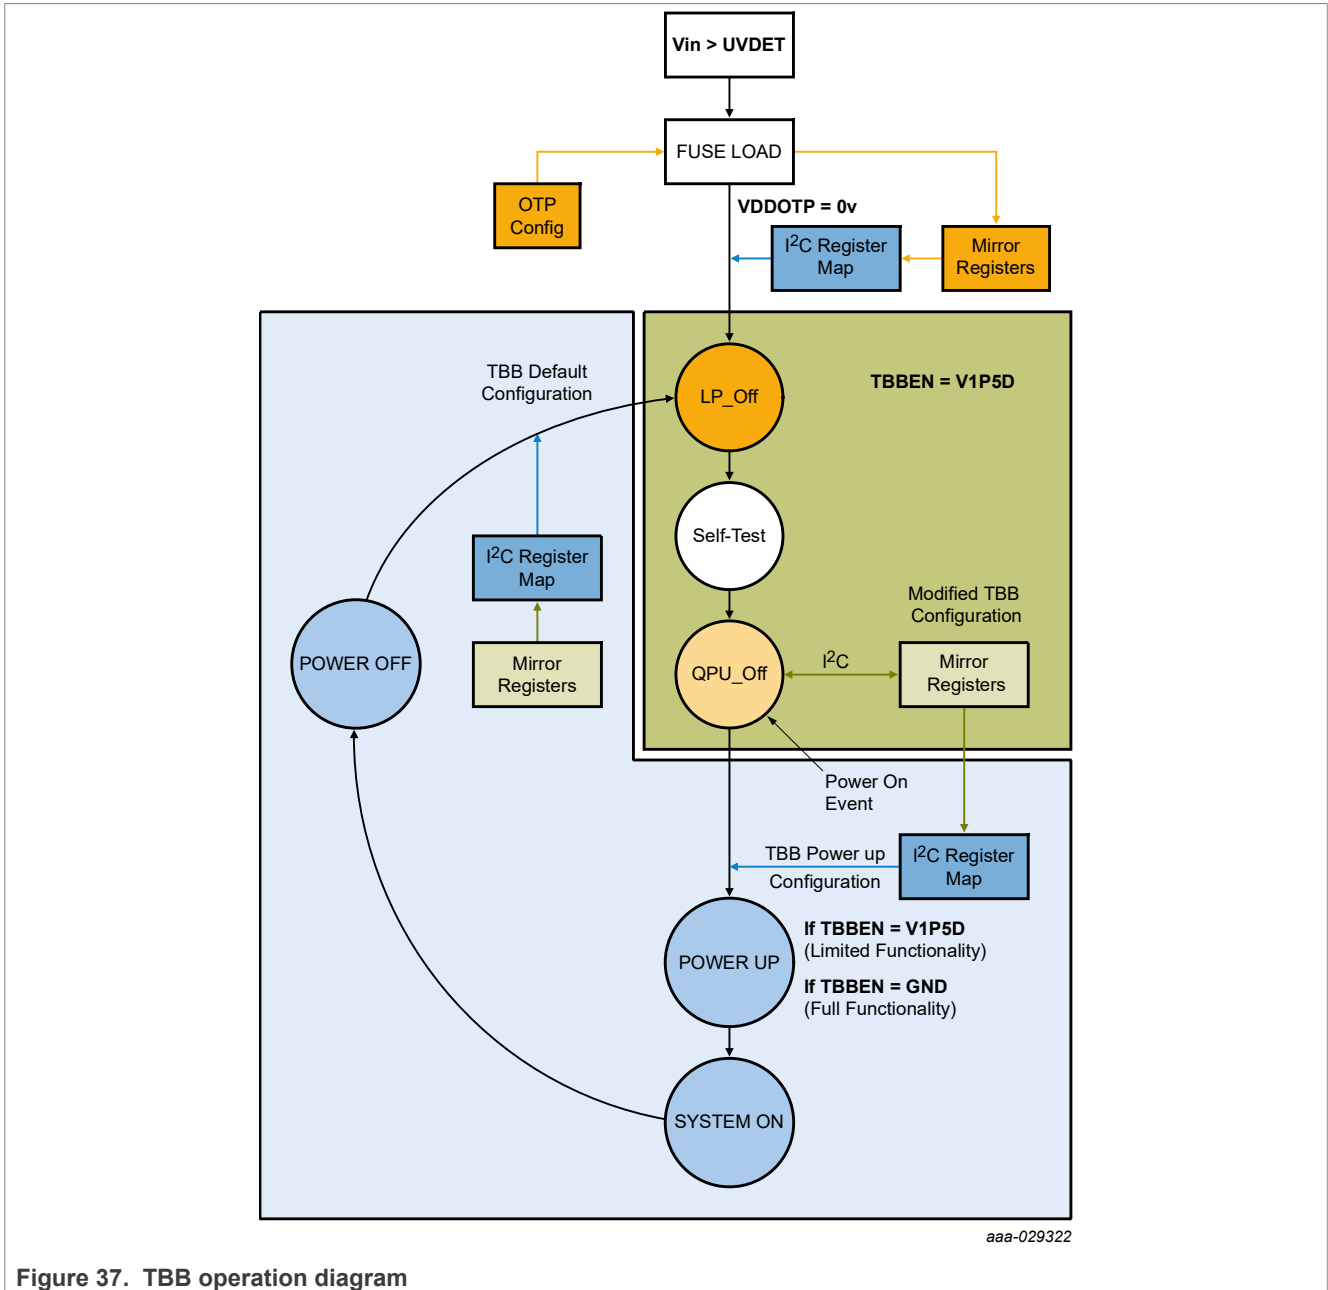 Vin > UVDET
FUSE LOAD
OTP
Config
VDDOTP = 0v
I2C Register
Map
Mirror
Registers
TBB Default
Configuration
LP_Off
TBBEN = V1P5D
Self-Test
I2C Register
Map
Modified TBB
Configuration
POWER OFF
Mirror
Registers
QPU_Off
I2C
Mirror
Registers
Power On
Event
TBB Power up
Configuration
I2C Register
Map
POWER UP
If TBBEN = V1P5D
(Limited Functionality)
If TBBEN = GND
(Full Functionality)
SYSTEM ON
aaa-029322
Figure 37. TBB operation diagram